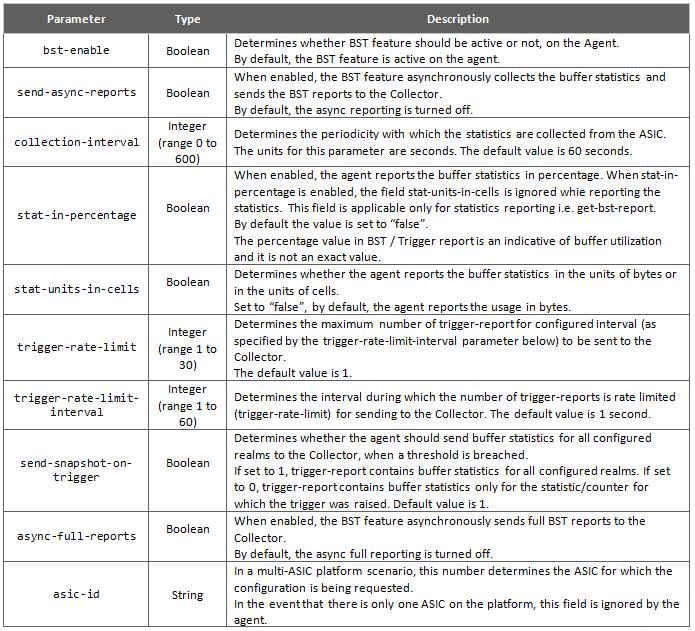 Parameter Type Description
bst-enable Boolean Determines whether BST feature should be active or not, on the Agent.
By default, the BST feature is active on the agent.
send-async-reports Boolean When enabled, the BST feature asynchronously collects the buffer statistics and
sends the BST reports to the Collector.
By default, the async reporting is turned off.
collection-interval Integer
(range 0 to
600)
Determines the periodicity with which the statistics are collected from the ASIC.
The units for this parameter are seconds. The default value is 60 seconds.
stat-in-percentage Boolean When enabled, the agent reports the buffer statistics in percentage. When stat-in-
percentage is enabled, the field stat-units-in-cells is ignored whie reporting the
statistics. This field is applicable only for statistics reporting i.e. get-bst-report.
By default the value is set to “false”.
The percentage value in BST / Trigger report is an indicative of buffer utilization
and it is not an exact value.
stat-units-in-cells Boolean Determines whether the agent reports the buffer statistics in the units of bytes or
in the units of cells.
Set to “false”, by default, the agent reports the usage in bytes.
trigger-rate-limit Integer
(range 1 to
30)
Determines the maximum number of trigger-report for configured interval (as
specified by the trigger-rate-limit-interval parameter below) to be sent to the
Collector.
The default value is 1.
trigger-rate-limit-
interval
Integer
(range 1 to
60)
Determines the interval during which the number of trigger-reports is rate limited
(trigger-rate-limit) for sending to the Collector. The default value is 1 second.
send-snapshot-on-
trigger
Boolean
Determines whether the agent should send buffer statistics for all configured
realms to the Collector, when a threshold is breached.
If set to 1, trigger-report contains buffer statistics for all configured realms. If set
to 0, trigger-report contains buffer statistics only for the statistic/counter for
which the trigger was raised. Default value is 1.
async-full-reports Boolean When enabled, the BST feature asynchronously sends full BST reports to the
Collector.
By default, the async full reporting is turned off.
asic-id String In a multi-ASIC platform scenario, this number determines the ASIC for which the
configuration is being requested.
In the event that there is only one ASIC on the platform, this field is ignored by the
agent.